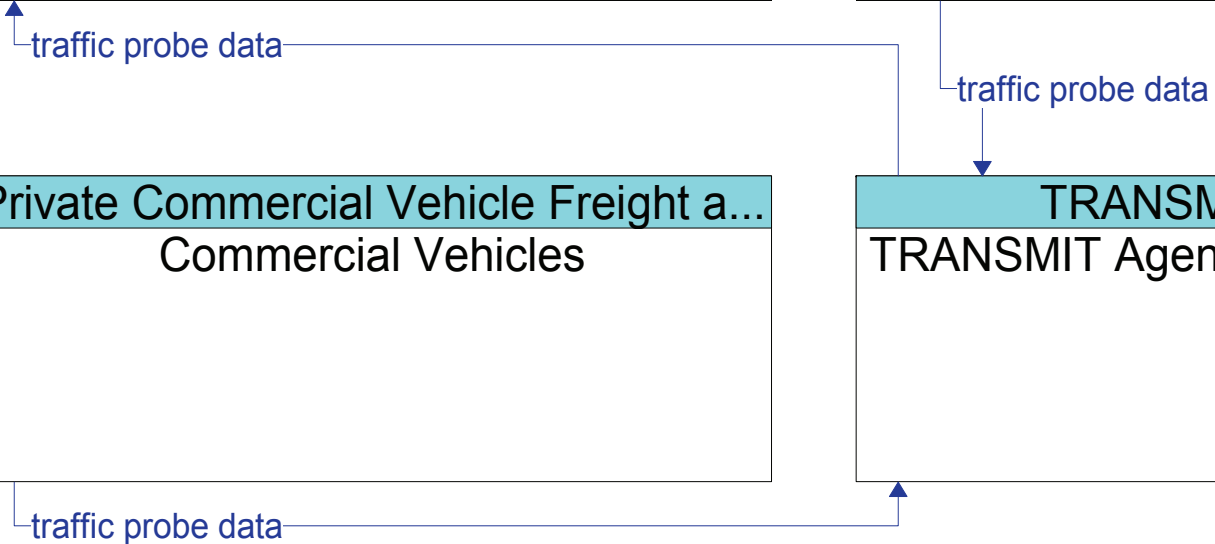 traffic probe data
traffic probe data
Private Commercial Vehicle Freight a...
Commercial Vehicles
TRANSM
TRANSMIT Agen
traffic probe data